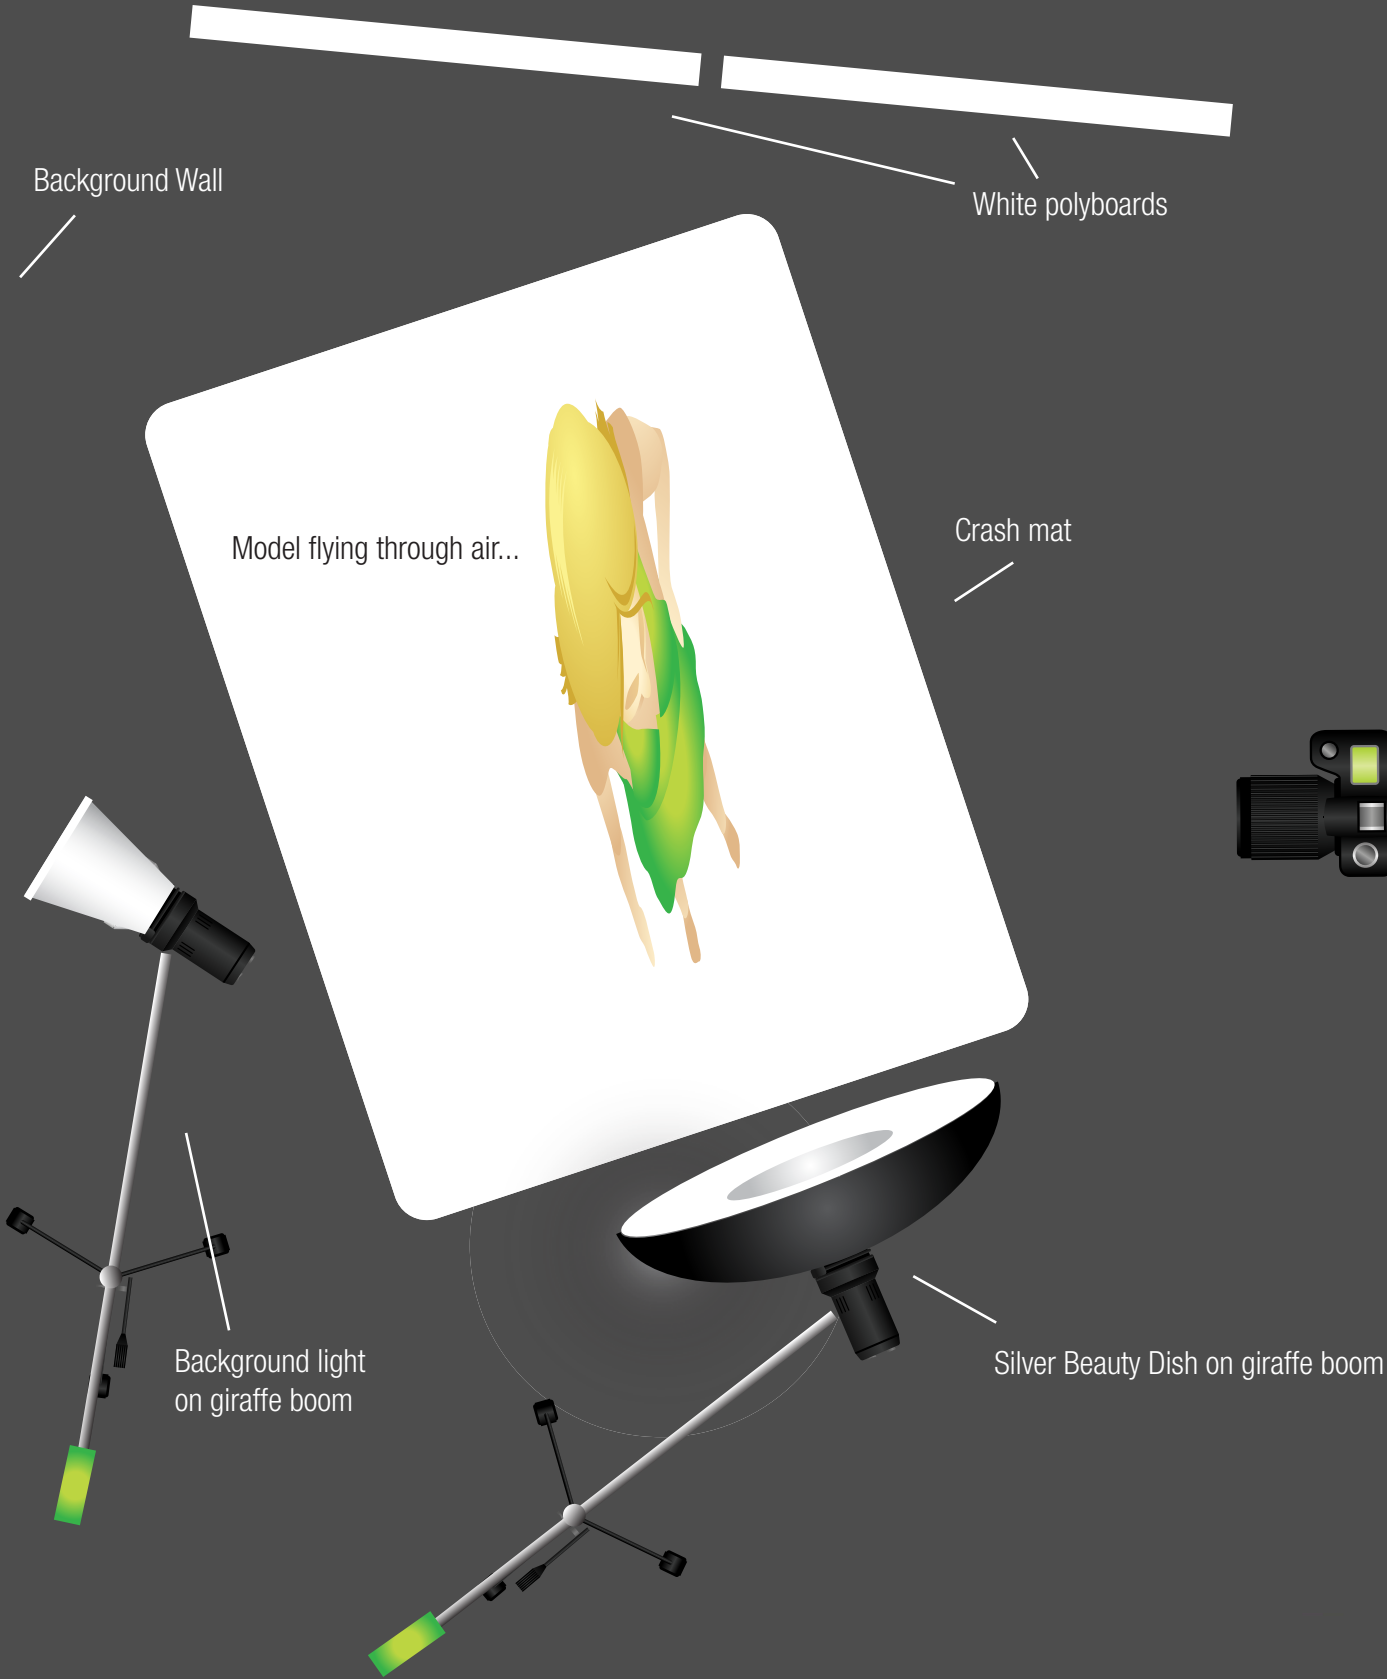 Background Wall
White polyboards
Crash mat
Model flying through air...
Background light
on giraffe boom
Silver Beauty Dish on giraffe boom